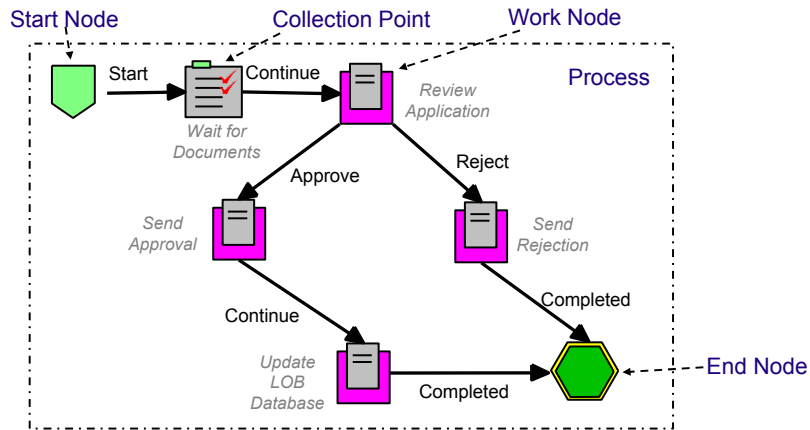 Start Node
Collection Point
Work Node
Start
Continue
Process
Review
Application
Wait for
Documents
Approve
Reject
Send
Approval
Send
Rejection
Continue
Completed
Update
LOB
Database
Completed
End Node